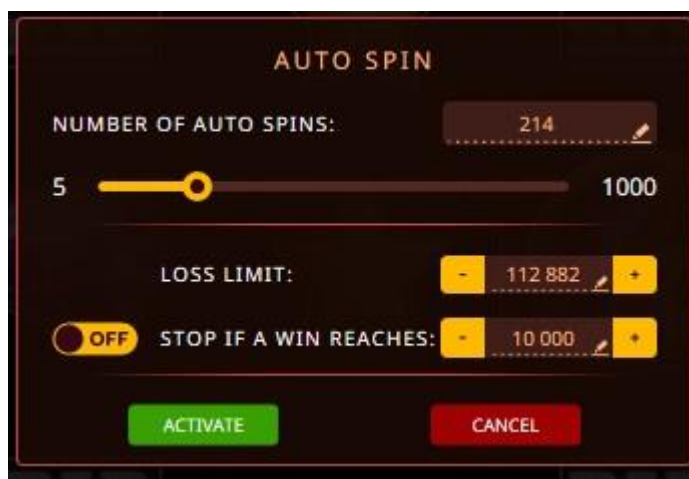 AUTO SPIN
NUMBER OF AUTO SPINS: 214
5 1000
LOSS LIMIT: - 112 882 +
OFF STOP IF A WIN REACHES: - 10 000 +
ACTIVATE CANCEL